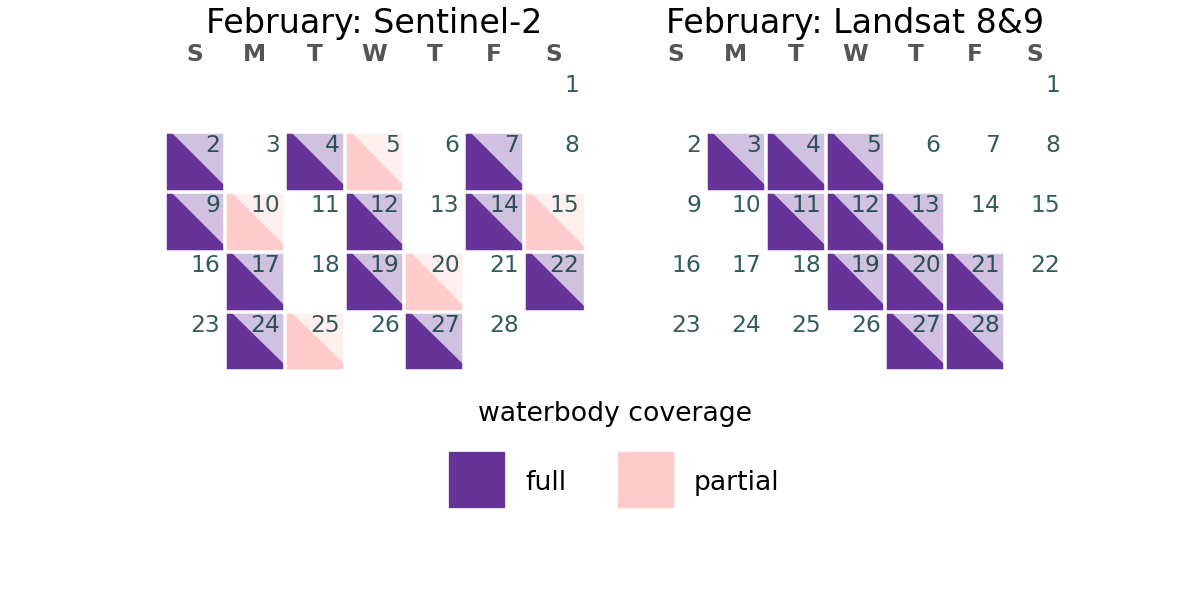 February: Sentinel-2
S M T W T F S
1
2 3 4 5 6 7 8
9 10 11 12 13 14 15
16 17 18 19 20 21 22
23 24 25 26 27 28
February: Landsat 8&9
S M T W T F S
1
2 3 4 5 6 7 8
9 10 11 12 13 14 15
16 17 18 19 20 21 22
23 24 25 26 27 28
waterbody coverage
full partial